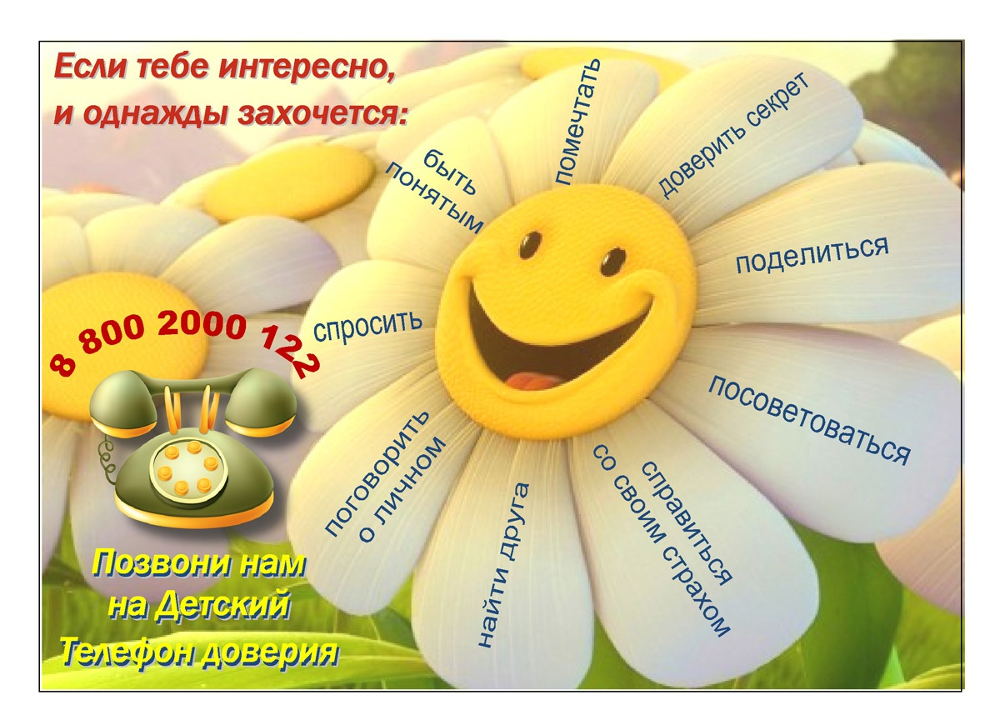 Если тебе интересно,
и однажды захочется:
быть
понятым
помечтать
доверить секрет
поделиться
посоветоваться
справиться
со своим страхом
найти друга
поговорить
о личном
спросить
8 800 2000 122
Позвони нам
на Детский
Телефон доверия